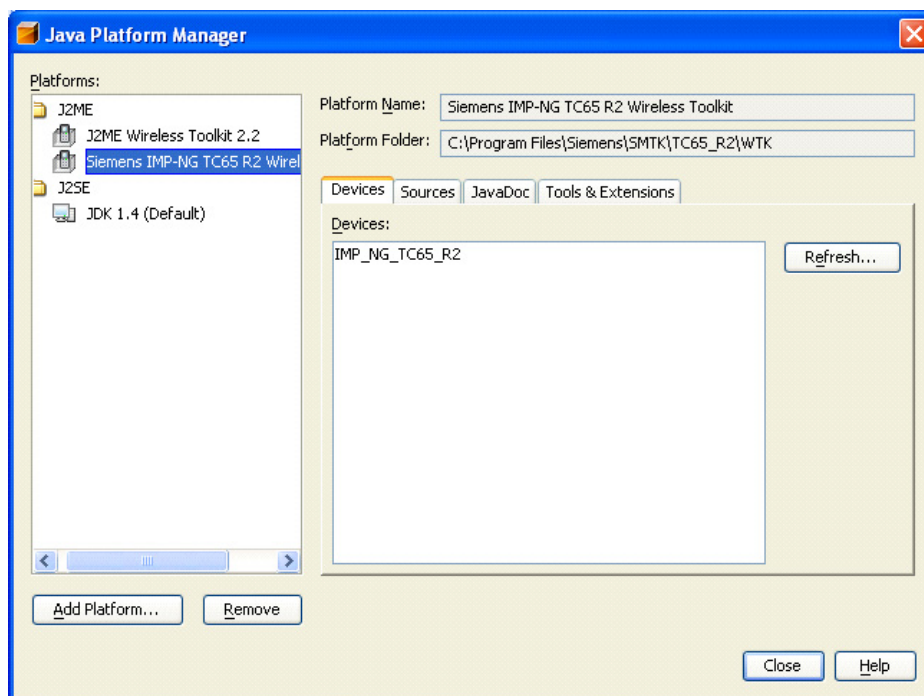 Java Platform Manager
Platforms:
J2ME
J2ME Wireless Toolkit 2.2
Siemens IMP-NG TC65 R2 Wirel
J2SE
JDK 1.4 (Default)
Add Platform...
Remove
Platform Name:
Siemens IMP-NG TC65 R2 Wireless Toolkit
Platform Folder:
C:\Program Files\Siemens\SMTK\TC65_R2\WTK
Devices
Sources
JavaDoc
Tools & Extensions
Devices:
IMP_NG_TC65_R2
Refresh...
Close
Help